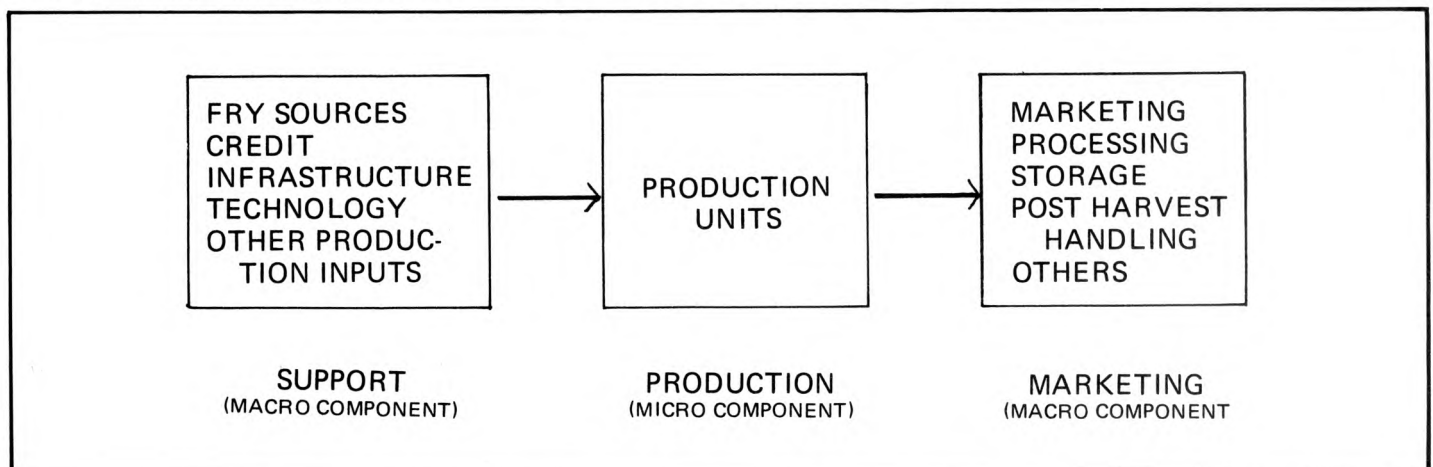 FRY SOURCES
CREDIT
INFRASTRUCTURE
TECHNOLOGY
OTHER PRODUC-
TION INPUTS
SUPPORT
(MACRO COMPONENT)
PRODUCTION
UNITS
PRODUCTION
(MICRO COMPONENT)
MARKETING
PROCESSING
STORAGE
POST HARVEST
HANDLING
OTHERS
MARKETING
(MACRO COMPONENT